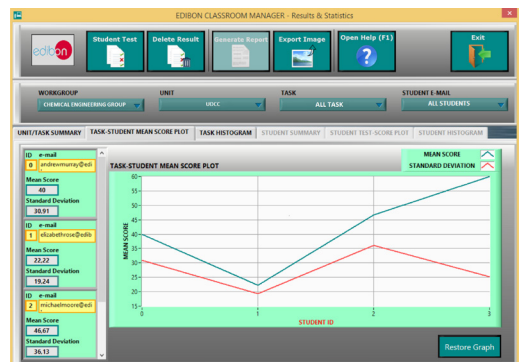 EDIBON CLASSROOM MANAGER - Results & Statistics
edibon
Student Test
Delete Result
Generate Report
Export Image
Open Help (F1)
Exit
WORKGROUP
UNIT
TASK
STUDENT E-MAIL
CHEMICAL ENGINEERING GROUP
UOCC
ALL TASK
ALL STUDENTS
UNIT/TASK SUMMARY
TASK-STUDENT MEAN SCORE PLOT
TASK HISTOGRAM
STUDENT SUMMARY
STUDENT TEST-SCORE PLOT
STUDENT HISTOGRAM
ID e-mail
0 andrewmurray@edi
Mean Score
40
Standard Deviation
30,91
ID e-mail
1 elizabethrose@edib
Mean Score
22,22
Standard Deviation
19,24
ID e-mail
2 michaelmoore@edi
Mean Score
46,67
Standard Deviation
36,13
TASK-STUDENT MEAN SCORE PLOT
MEAN SCORE
STANDARD DEVIATION
MEAN SCORE
60
55
50
45
40
35
30
25
20
15
0 1 2 3
STUDENT ID
Restore Graph